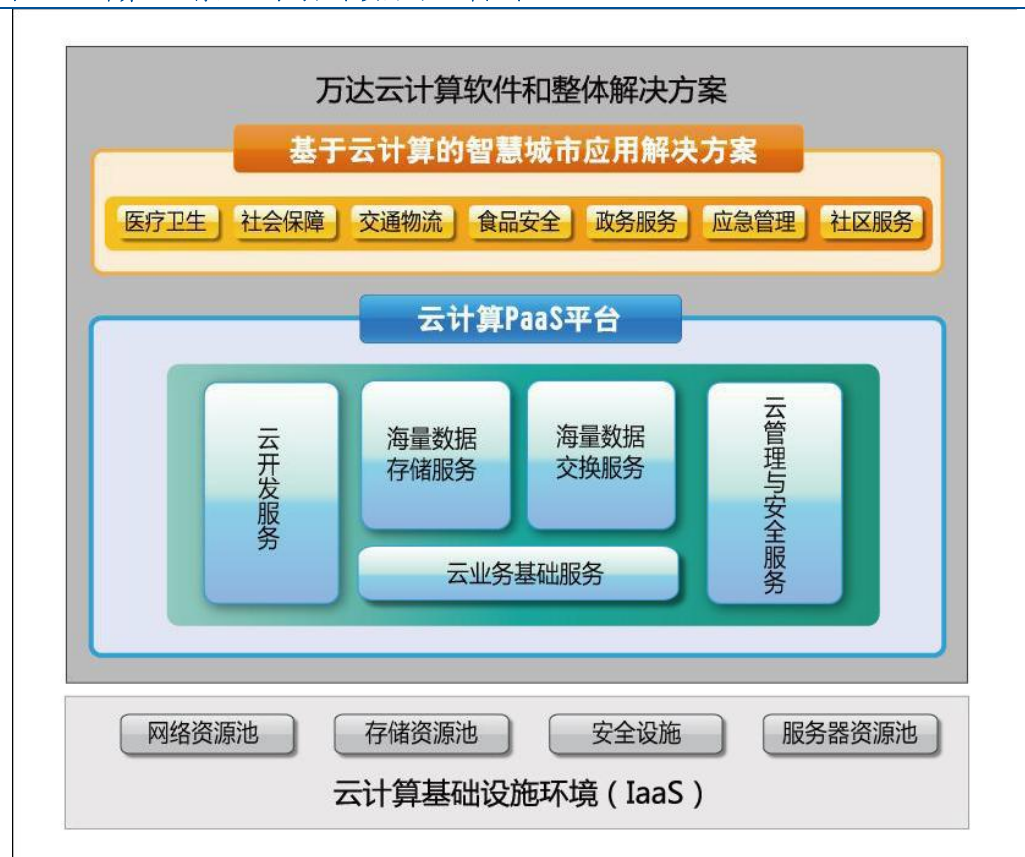 万达云计算软件和整体解决方案
基于云计算的智慧城市应用解决方案
医疗卫生 社会保障 交通物流 食品安全 政务服务 应急管理 社区服务
云计算PaaS平台
云开发服务
海量数据
存储服务
海量数据
交换服务
云业务基础服务
云管理与安全服务
网络资源池 存储资源池 安全设施 服务器资源池
云计算基础设施环境（IaaS）